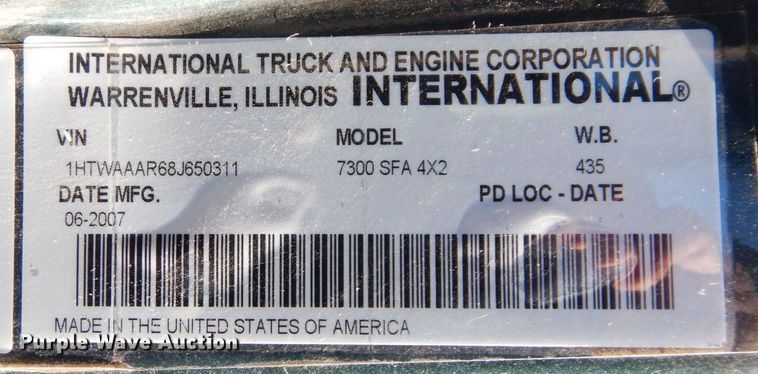 INTERNATIONAL TRUCK AND ENGINE CORPORATION
WARRENVILLE, ILLINOIS INTERNATIONAL®
VIN MODEL W.B.
1HTWAAAR68J650311 7300 SFA 4X2 435
DATE MFG. PD LOC - DATE
06-2007
MADE IN THE UNITED STATES OF AMERICA
Purple Wave Auction